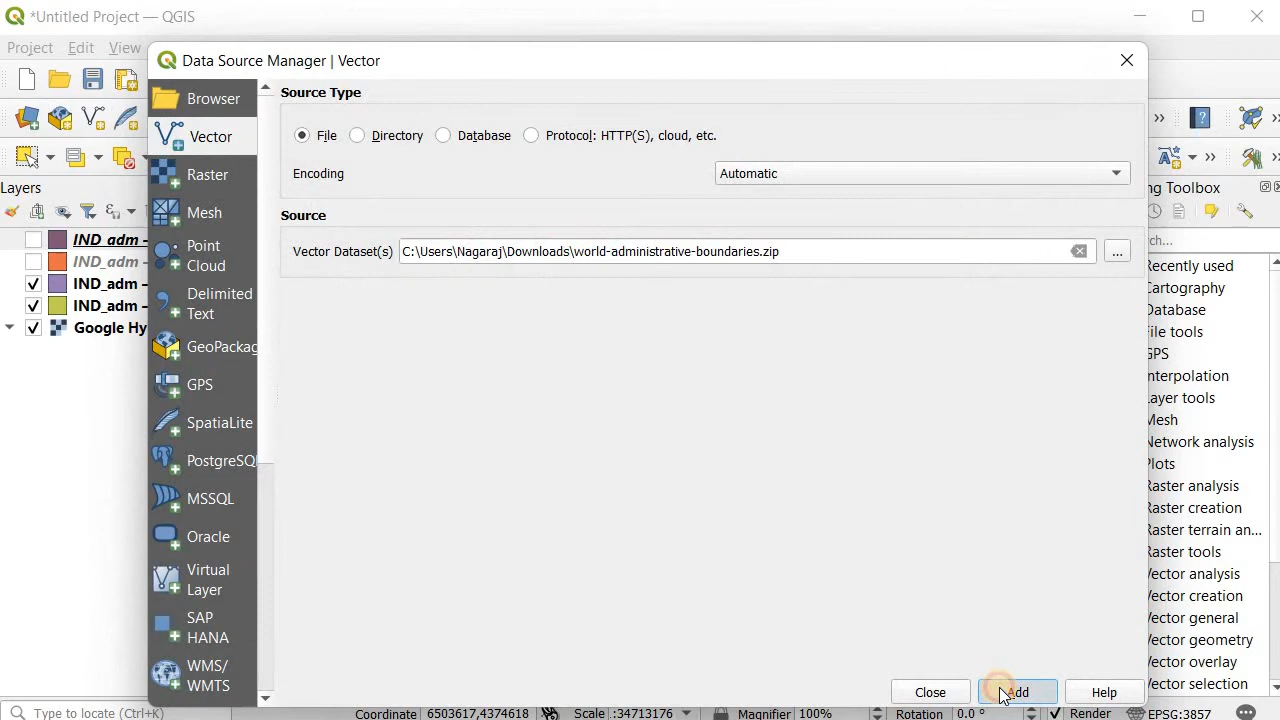 *Untitled Project — QGIS
Project Edit View
Data Source Manager | Vector
Browser
Vector
Raster
Mesh
Point
Cloud
Delimited
Text
GeoPackag
GPS
SpatiaLite
PostgreSQL
MSSQL
Oracle
Virtual
Layer
SAP
HANA
WMS/
WMTS
Source Type
File Directory Database Protocol: HTTP(S), cloud, etc.
Encoding Automatic
Source
Vector Dataset(s) C:\Users\Nagaraj\Downloads\world-administrative-boundaries.zip ...
Close Add Help
Layers
IND_adm —
IND_adm —
IND_adm —
IND_adm —
Google Hy
ng Toolbox
ch...
Recently used
Cartography
Database
File tools
GPS
Interpolation
Layer tools
Mesh
Network analysis
Plots
Raster analysis
Raster creation
Raster terrain an...
Raster tools
Vector analysis
Vector creation
Vector general
Vector geometry
Vector overlay
Vector selection
Type to locate (Ctrl+K) Coordinate 6503617,4374618 Scale :34713176 Magnifier 100% Rotation 0.0 ° Render EPSG:3857